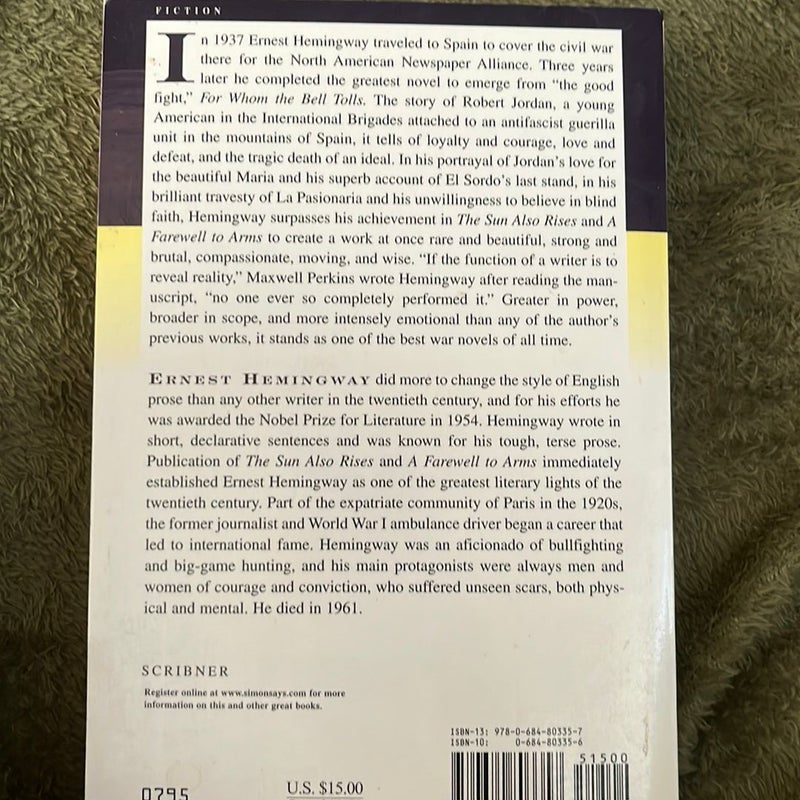 FICTION
In 1937 Ernest Hemingway traveled to Spain to cover the civil war
there for the North American Newspaper Alliance. Three years
later he completed the greatest novel to emerge from “the good
fight,” For Whom the Bell Tolls. The story of Robert Jordan, a young
American in the International Brigades attached to an antifascist guerilla
unit in the mountains of Spain, it tells of loyalty and courage, love and
defeat, and the tragic death of an ideal. In his portrayal of Jordan’s love for
the beautiful Maria and his superb account of El Sordo’s last stand, in his
brilliant travesty of La Pasionaria and his unwillingness to believe in blind
faith, Hemingway surpasses his achievement in The Sun Also Rises and A
Farewell to Arms to create a work at once rare and beautiful, strong and
brutal, compassionate, moving, and wise. “If the function of a writer is to
reveal reality,” Maxwell Perkins wrote Hemingway after reading the man-
uscript, “no one ever so completely performed it.” Greater in power,
broader in scope, and more intensely emotional than any of the author’s
previous works, it stands as one of the best war novels of all time.
ERNEST HEMINGWAY did more to change the style of English
prose than any other writer in the twentieth century, and for his efforts he
was awarded the Nobel Prize for Literature in 1954. Hemingway wrote in
short, declarative sentences and was known for his tough, terse prose.
Publication of The Sun Also Rises and A Farewell to Arms immediately
established Ernest Hemingway as one of the greatest literary lights of the
twentieth century. Part of the expatriate community of Paris in the 1920s,
the former journalist and World War I ambulance driver began a career that
led to international fame. Hemingway was an aficionado of bullfighting
and big-game hunting, and his main protagonists were always men and
women of courage and conviction, who suffered unseen scars, both phys-
ical and mental. He died in 1961.
SCRIBNER
Register online at www.simonsays.com for more
information on this and other great books.
ISBN-13: 978-0-684-80335-7
ISBN-10: 0-684-80335-6
51500
0795
U.S. $15.00